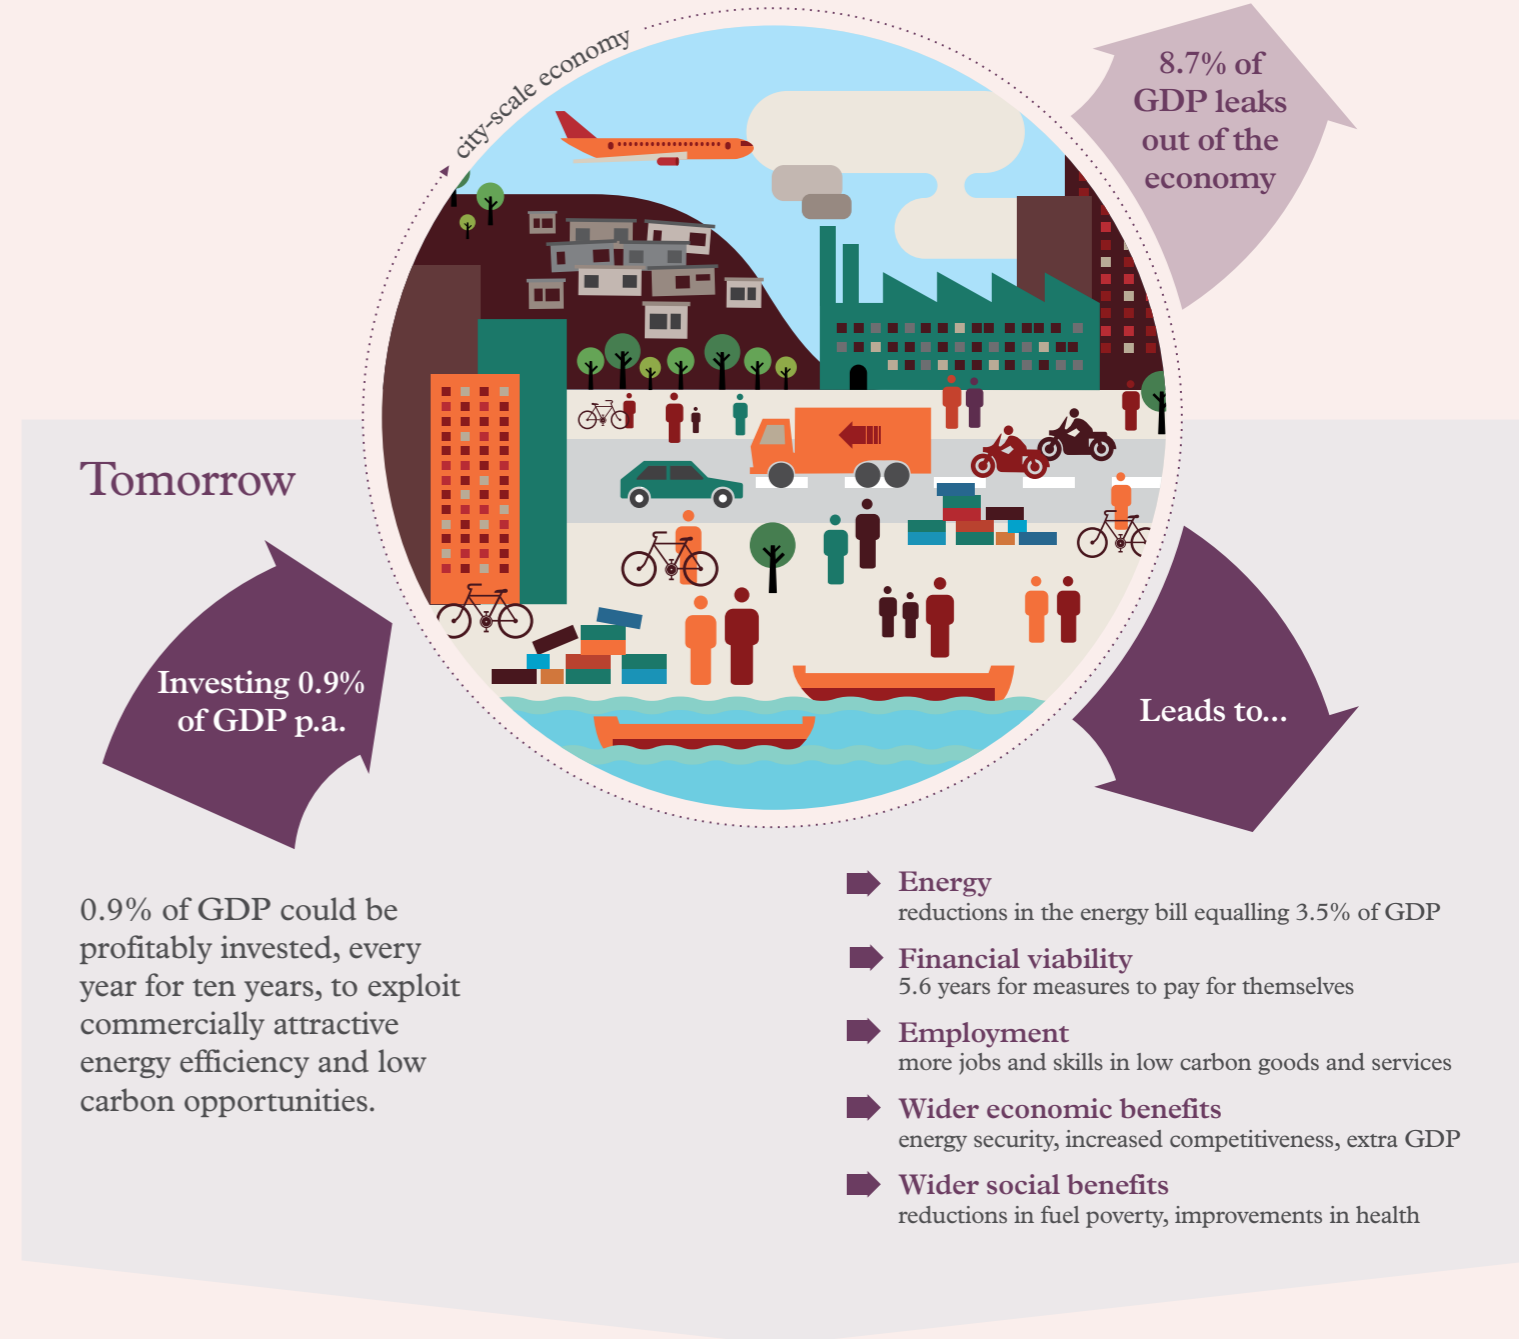 city-scale economy
8.7% of
GDP leaks
out of the
economy
Tomorrow
Investing 0.9%
of GDP p.a.
Leads to...
0.9% of GDP could be
profitably invested, every
year for ten years, to exploit
commercially attractive
energy efficiency and low
carbon opportunities.
Energy
reductions in the energy bill equalling 3.5% of GDP
Financial viability
5.6 years for measures to pay for themselves
Employment
more jobs and skills in low carbon goods and services
Wider economic benefits
energy security, increased competitiveness, extra GDP
Wider social benefits
reductions in fuel poverty, improvements in health